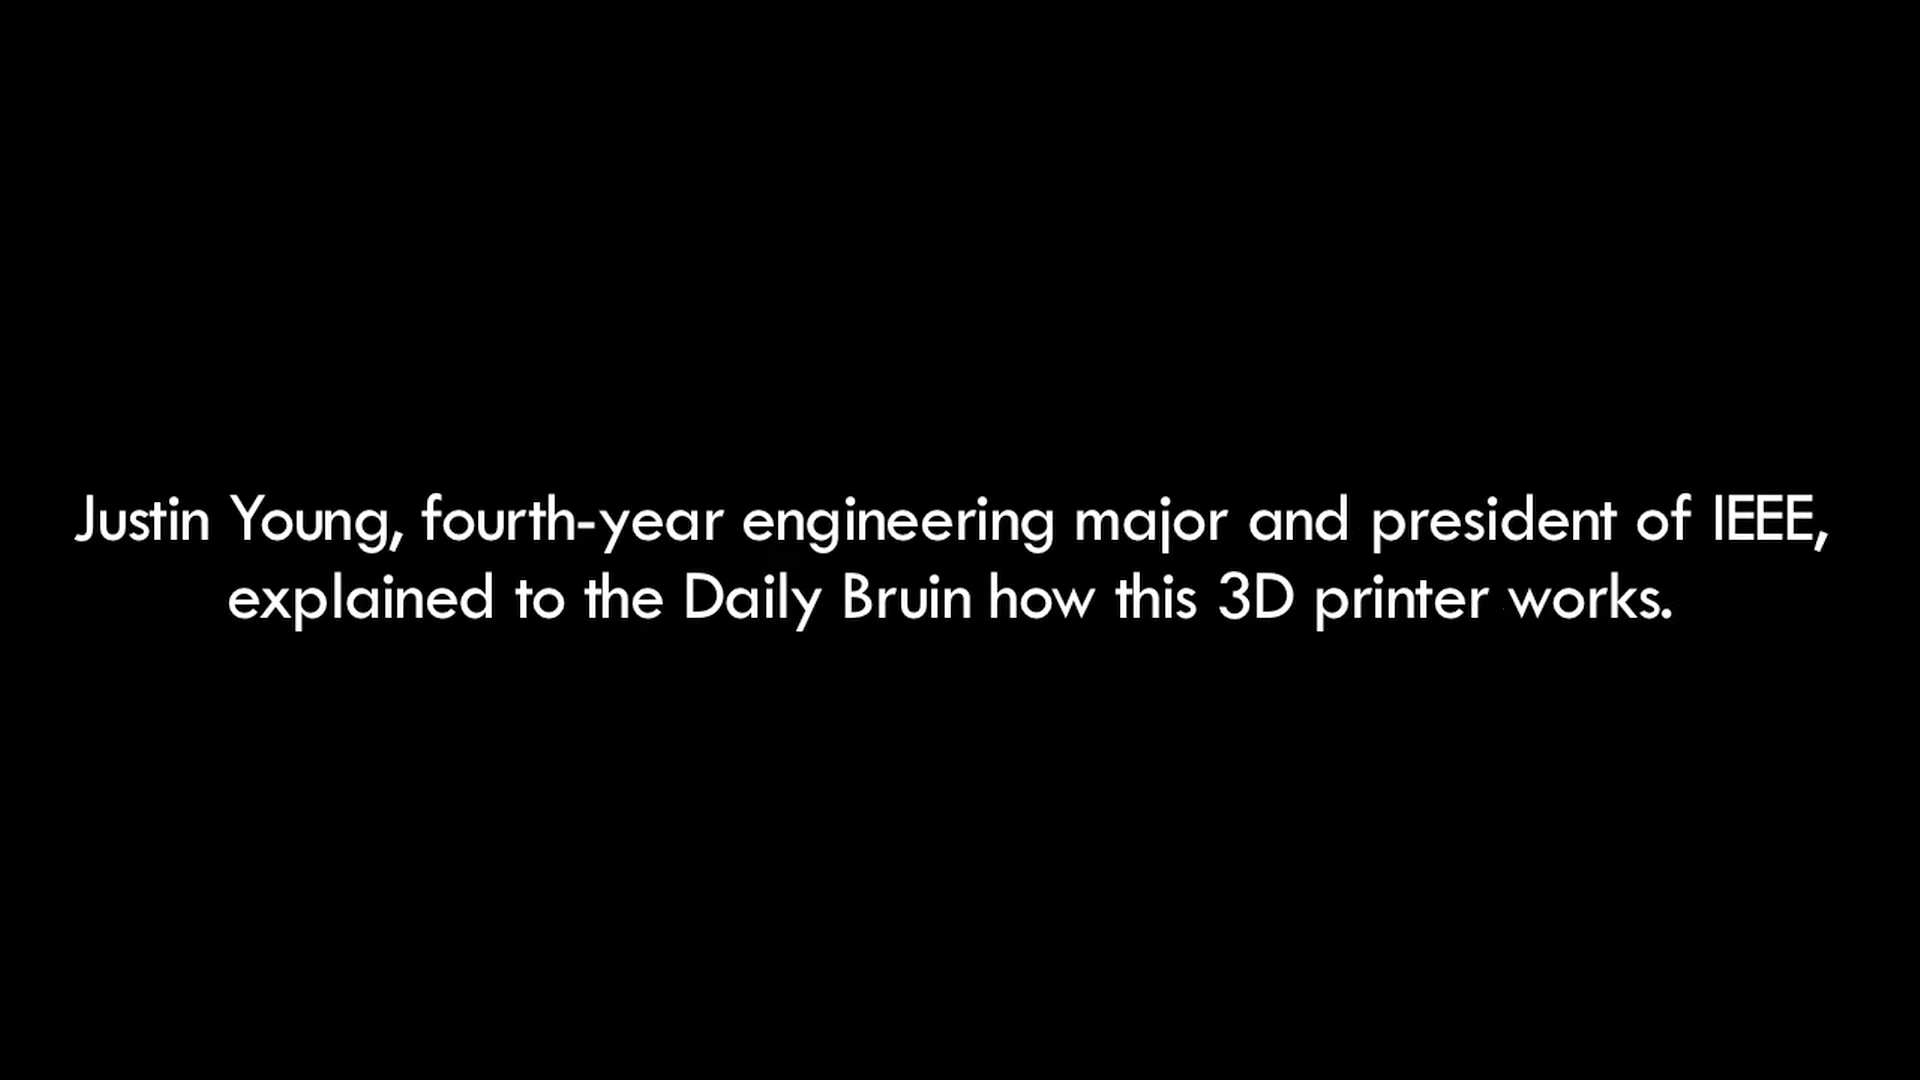 Justin Young, fourth-year engineering major and president of IEEE,
explained to the Daily Bruin how this 3D printer works.